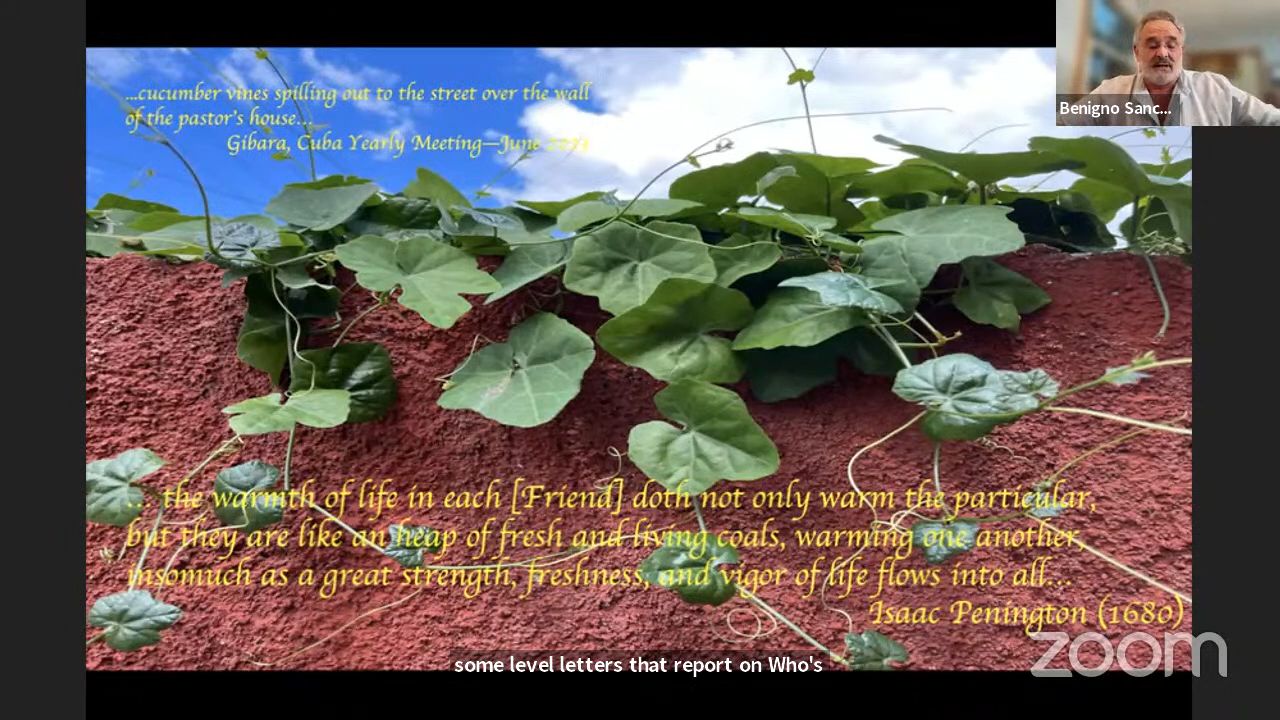 ...cucumber vines spilling out to the street over the wall
of the pastor's house...
Gibara, Cuba Yearly Meeting—June
Benigno Sanc...
... the warmth of life in each [Friend] doth not only warm the particular,
but they are like an heap of fresh and living coals, warming one another,
insomuch as a great strength, freshness, and vigor of life flows into all...
Isaac Penington (1680)
some level letters that report on Who's
zoom